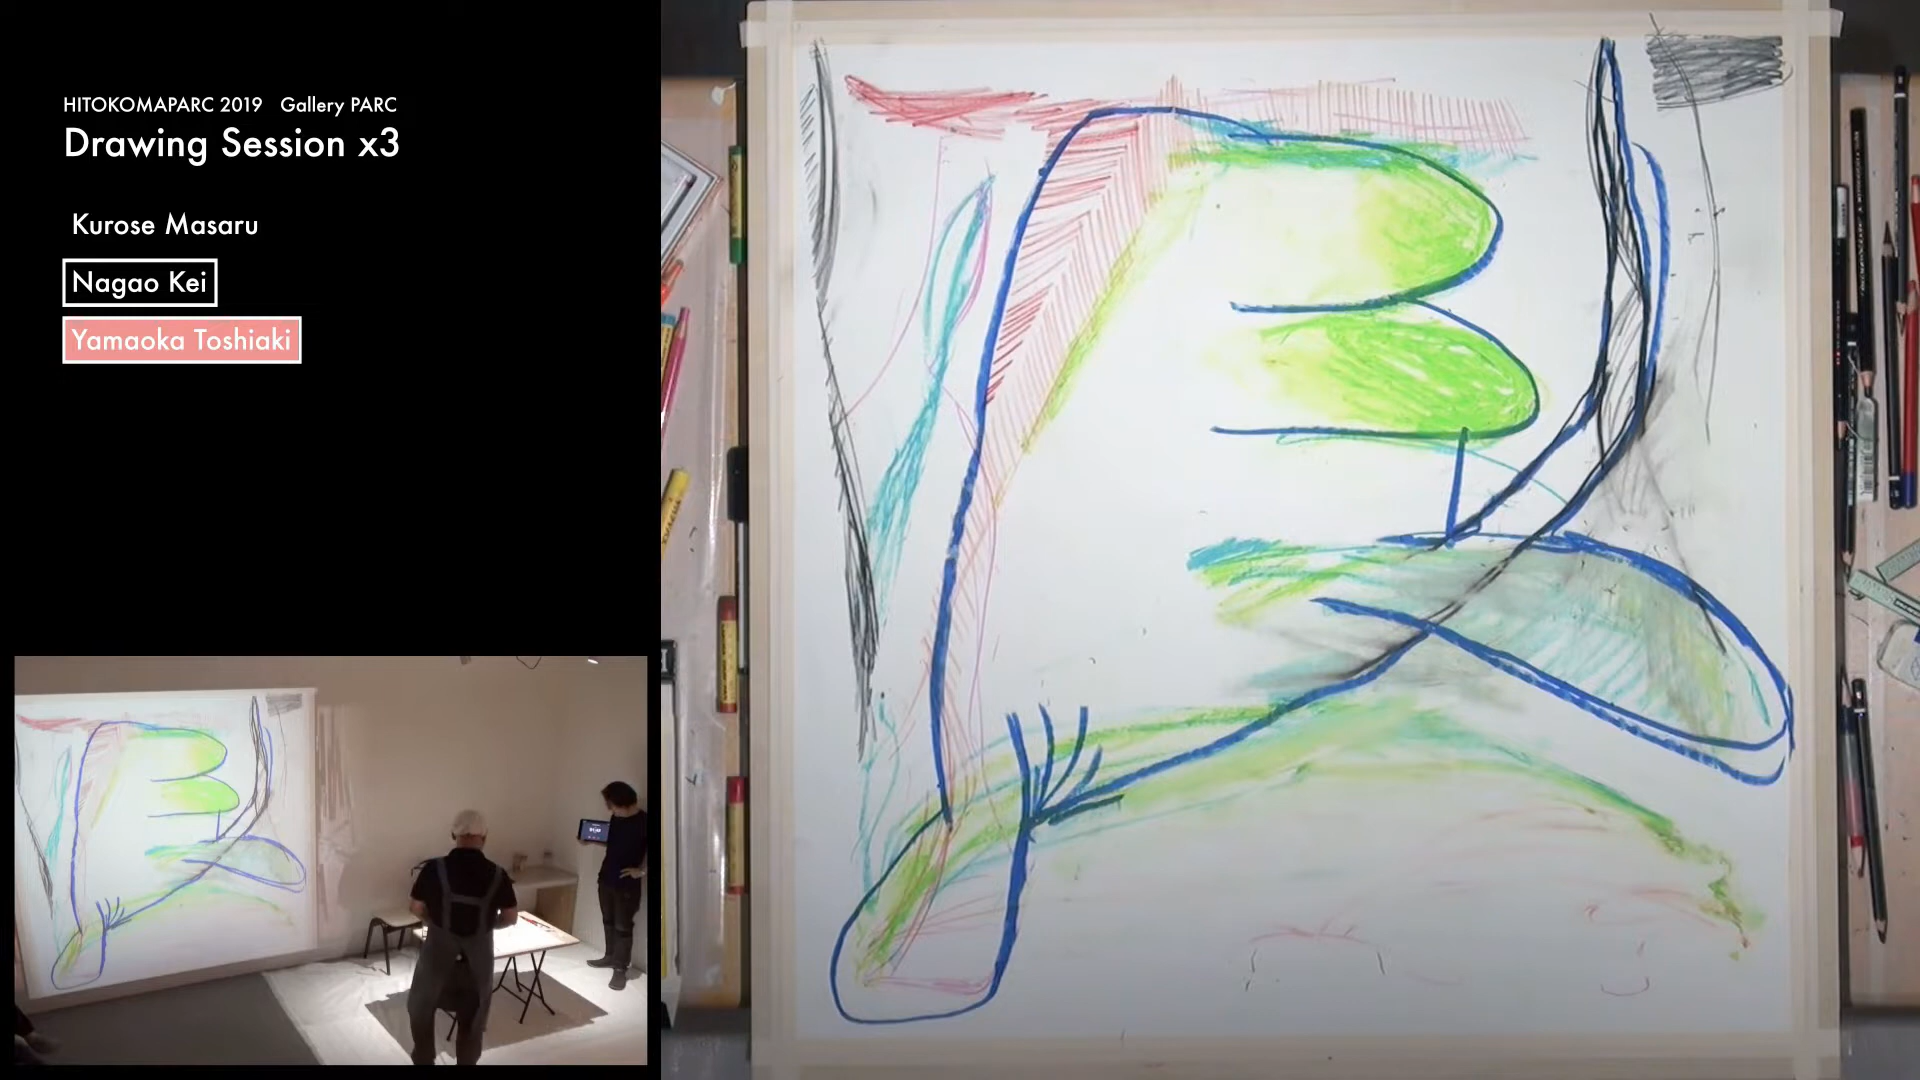 HITOKOMAPARC 2019 Gallery PARC
Drawing Session x3
Kurose Masaru
Nagao Kei
Yamaoka Toshiaki